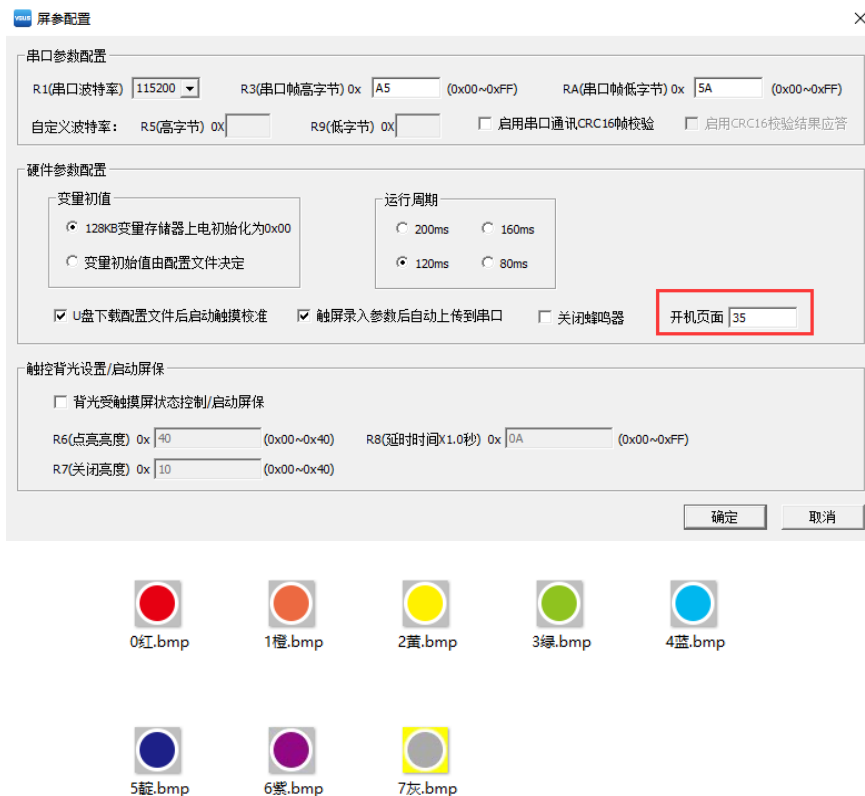 VGUS 屏参配置
串口参数配置
R1(串口波特率) 115200 R3(串口帧高字节) 0x A5 (0x00~0xFF) RA(串口帧低字节) 0x 5A (0x00~0xFF)
自定义波特率： R5(高字节) 0X R9(低字节) 0X 启用串口通讯CRC16帧校验 启用CRC16校验结果应答
硬件参数配置
变量初值 运行周期
128KB变量存储器上电初始化为0x00 200ms 160ms
变量初始值由配置文件决定 120ms 80ms
U盘下载配置文件后启动触摸校准 触屏录入参数后自动上传到串口 关闭蜂鸣器 开机页面 35
触控背光设置/启动屏保
背光受触摸屏状态控制/启动屏保
R6(点亮亮度) 0x 40 (0x00~0x40) R8(延时时间X1.0秒) 0x 0A (0x00~0xFF)
R7(关闭亮度) 0x 10 (0x00~0x40)
确定 取消
0红.bmp 1橙.bmp 2黄.bmp 3绿.bmp 4蓝.bmp
5靛.bmp 6紫.bmp 7灰.bmp